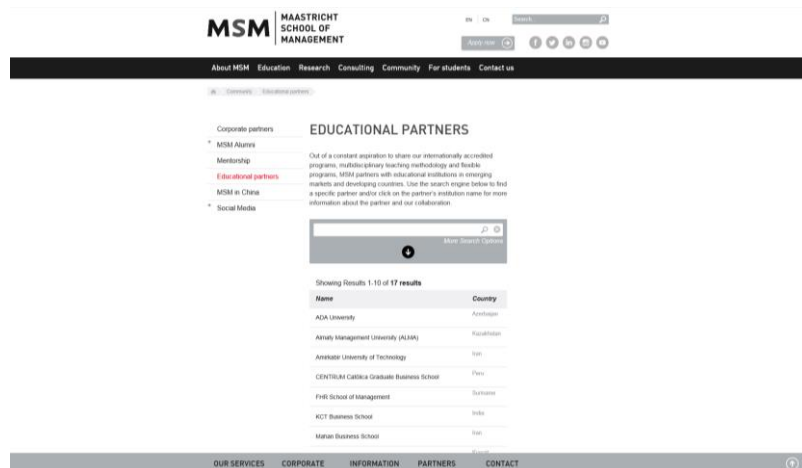 MSM
MAASTRICHT
SCHOOL OF
MANAGEMENT
EN | CN
Search
Apply now
About MSM Education Research Consulting Community For students Contact us
Community Educational partners
Corporate partners
MSM Alumni
Mentorship
Educational partners
MSM in China
Social Media
EDUCATIONAL PARTNERS
Out of a constant aspiration to share our internationally accredited
programs, multidisciplinary teaching methodology and flexible
programs, MSM partners with educational institutions in emerging
markets and developing countries. Use the search engine below to find
a specific partner and/or click on the partner's institution name for more
information about the partner and our collaboration.
More Search Options
Showing Results 1-10 of 17 results
Name Country
ADA University Azerbaijan
Almaty Management University (ALMA) Kazakhstan
Amirkabir University of Technology Iran
CENTRUM Católica Graduate Business School Peru
FHR School of Management Suriname
KCT Business School India
Mahan Business School Iran
OUR SERVICES CORPORATE INFORMATION PARTNERS CONTACT